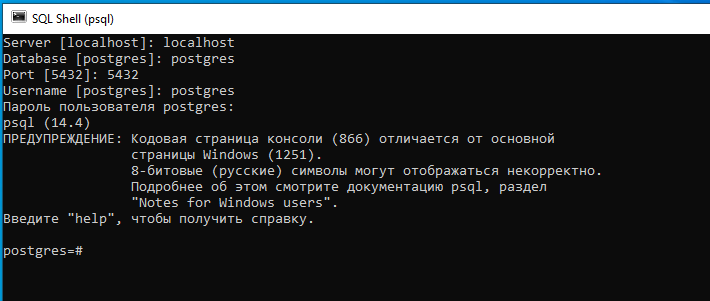 SQL Shell (psql)
Server [localhost]: localhost
Database [postgres]: postgres
Port [5432]: 5432
Username [postgres]: postgres
Пароль пользователя postgres:
psql (14.4)
ПРЕДУПРЕЖДЕНИЕ: Кодовая страница консоли (866) отличается от основной
страницы Windows (1251).
8-битовые (русские) символы могут отображаться некорректно.
Подробнее об этом смотрите документацию psql, раздел
"Notes for Windows users".
Введите "help", чтобы получить справку.
postgres=#